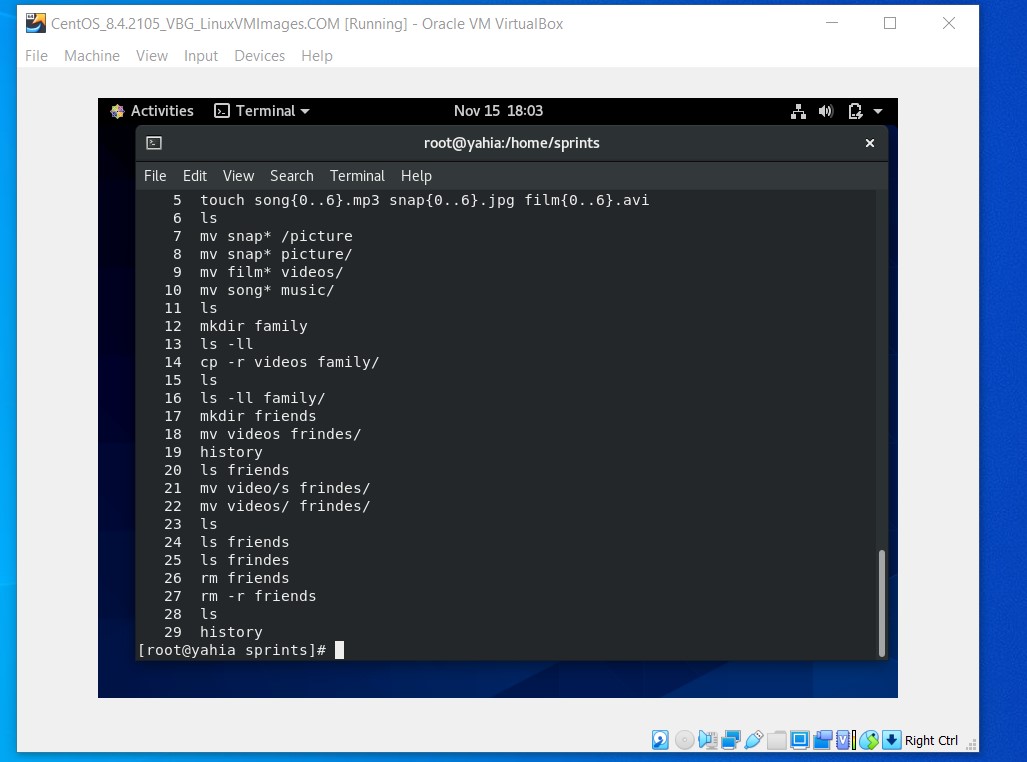 CentOS_8.4.2105_VBG_LinuxVMImages.COM [Running] - Oracle VM VirtualBox
File Machine View Input Devices Help
Activities Terminal Nov 15 18:03
root@yahia:/home/sprints
File Edit View Search Terminal Help
5 touch song{0..6}.mp3 snap{0..6}.jpg film{0..6}.avi
6 ls
7 mv snap* /picture
8 mv snap* picture/
9 mv film* videos/
10 mv song* music/
11 ls
12 mkdir family
13 ls -ll
14 cp -r videos family/
15 ls
16 ls -ll family/
17 mkdir friends
18 mv videos frindes/
19 history
20 ls friends
21 mv video/s frindes/
22 mv videos/ frindes/
23 ls
24 ls friends
25 ls frindes
26 rm friends
27 rm -r friends
28 ls
29 history
[root@yahia sprints]#
Right Ctrl